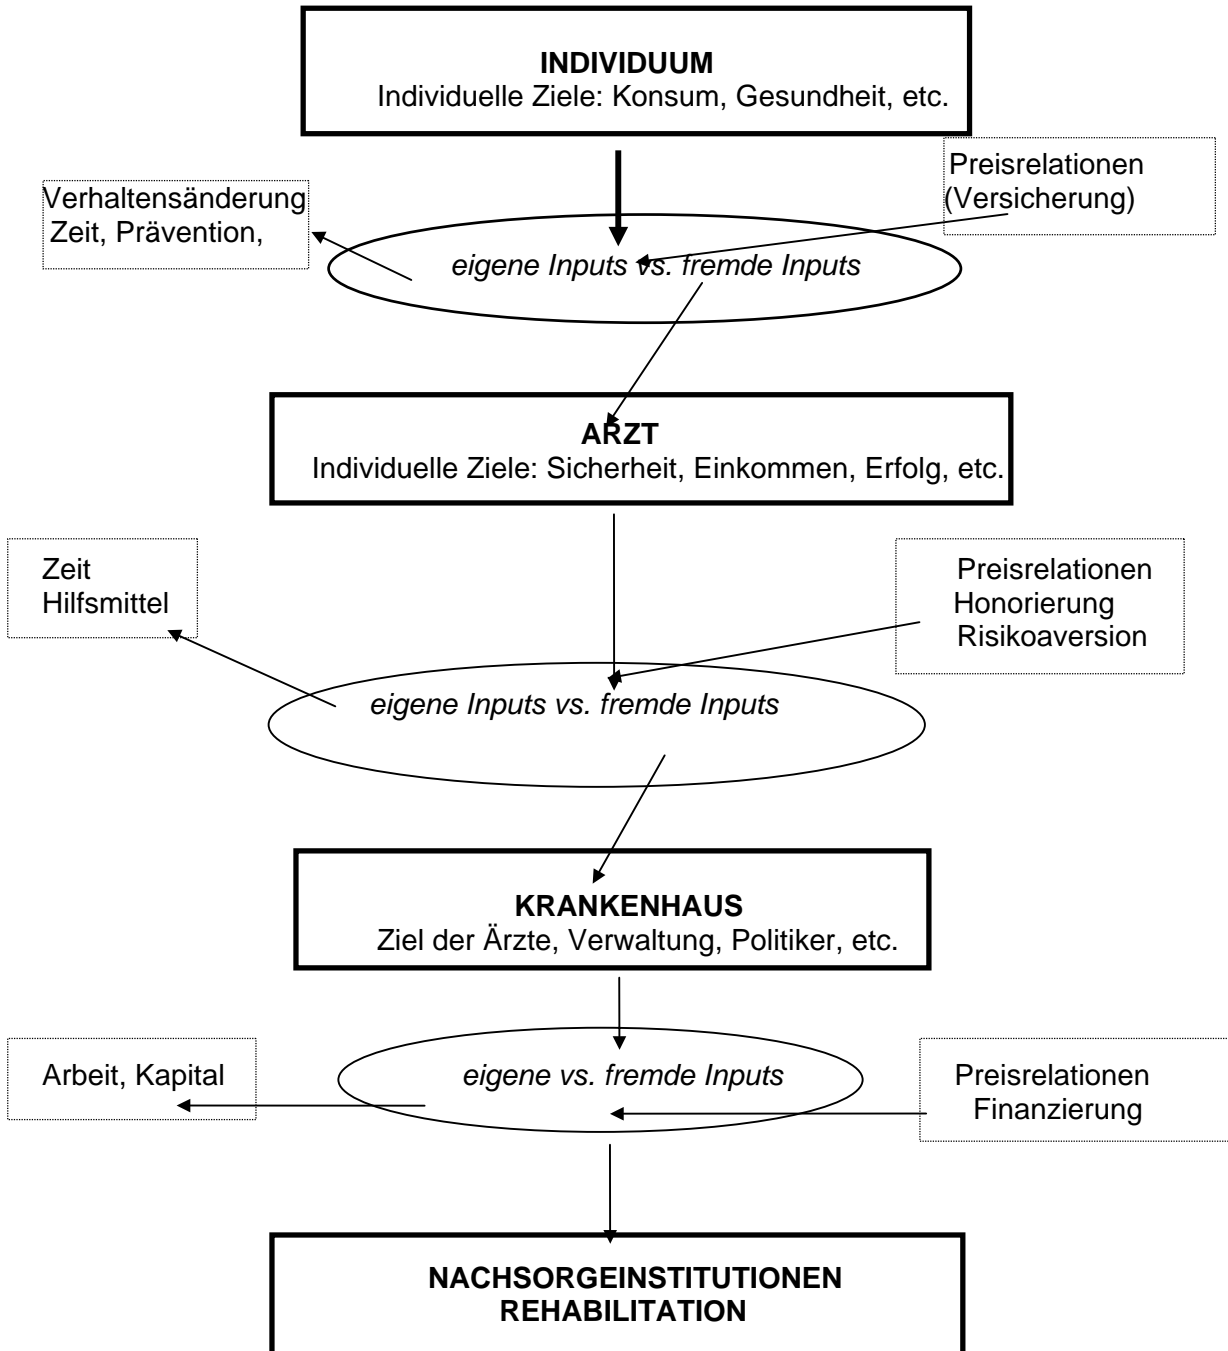 INDIVIDUUM
Individuelle Ziele: Konsum, Gesundheit, etc.
Preisrelationen
(Versicherung)
Verhaltensänderung
Zeit, Prävention,
eigene Inputs vs. fremde Inputs
ARZT
Individuelle Ziele: Sicherheit, Einkommen, Erfolg, etc.
Zeit
Hilfsmittel
Preisrelationen
Honorierung
Risikoaversion
eigene Inputs vs. fremde Inputs
KRANKENHAUS
Ziel der Ärzte, Verwaltung, Politiker, etc.
Arbeit, Kapital
eigene vs. fremde Inputs
Preisrelationen
Finanzierung
NACHSORGEINSTITUTIONEN
REHABILITATION